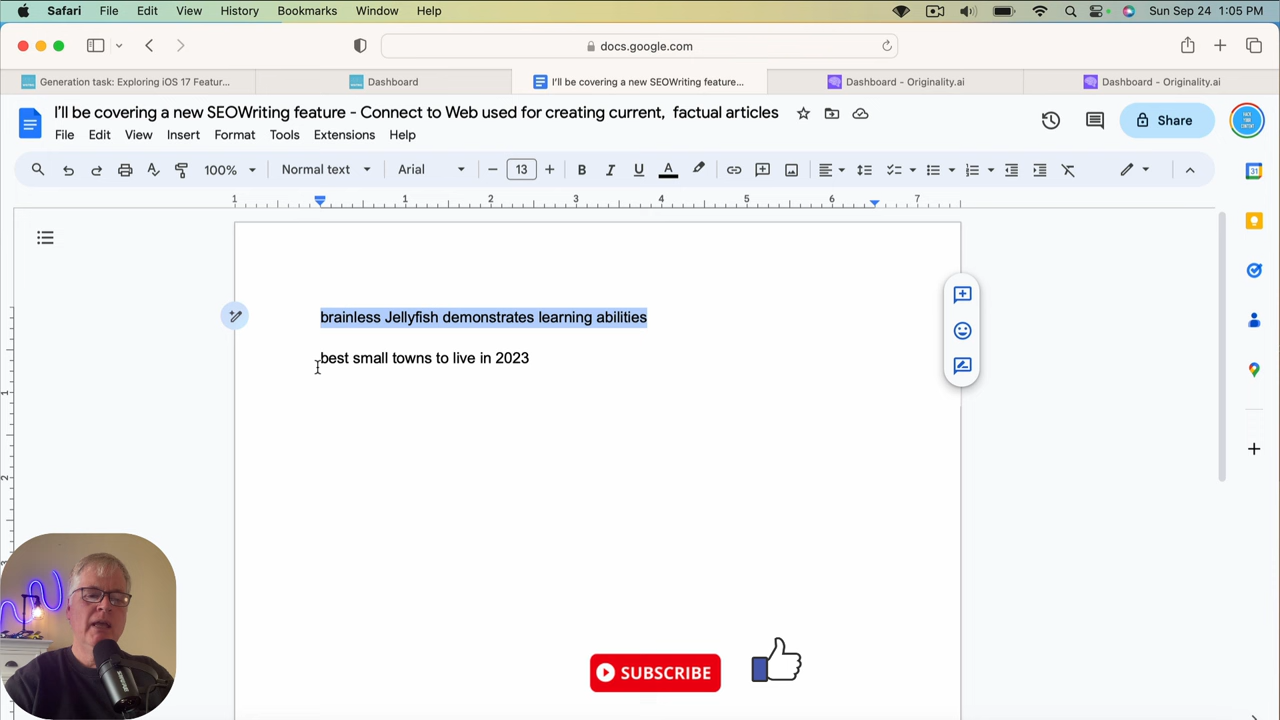 Safari File Edit View History Bookmarks Window Help Sun Sep 24 1:05 PM
docs.google.com
Generation task: Exploring iOS 17 Featur... Dashboard I'll be covering a new SEOWriting feature... Dashboard - Originality.ai Dashboard - Originality.ai
I'll be covering a new SEOWriting feature - Connect to Web used for creating current, factual articles
File Edit View Insert Format Tools Extensions Help
Share
100% Normal text Arial 13 B I U A
1 1 2 3 4 5 6 7
31
brainless Jellyfish demonstrates learning abilities
best small towns to live in 2023
1
2
SUBSCRIBE